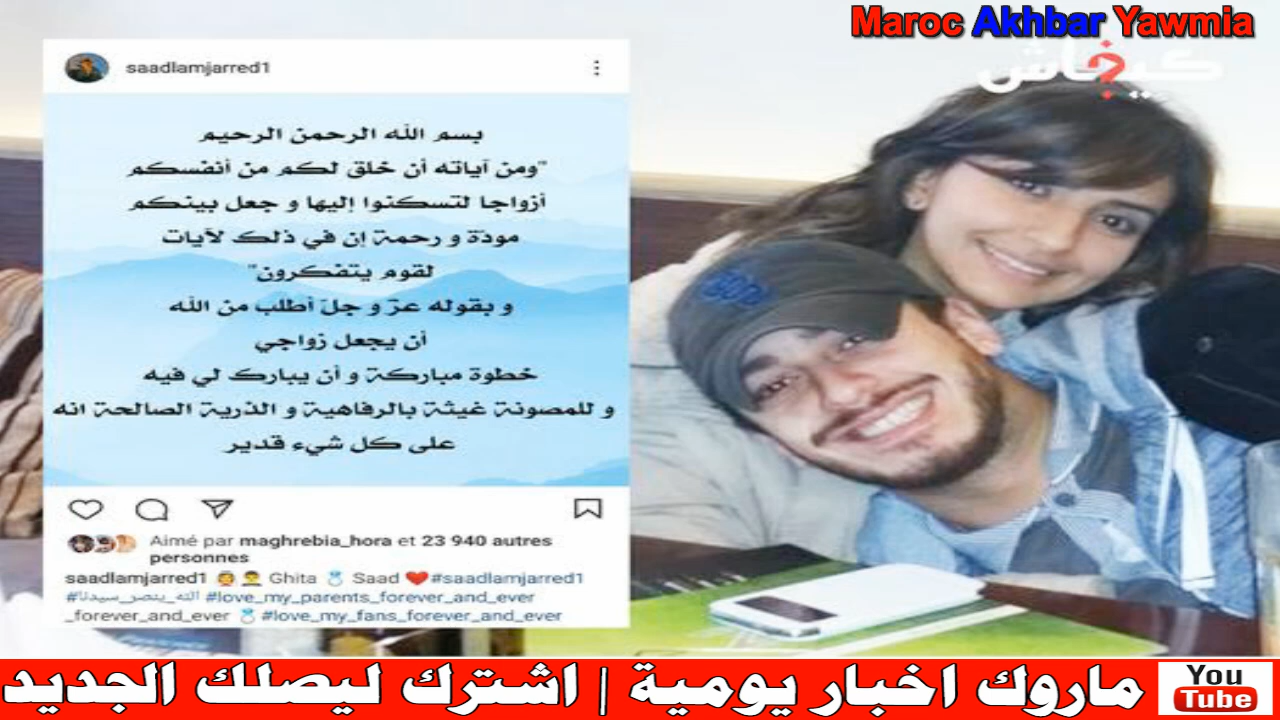 Maroc Akhbar Yawmia
كيفاش
saadlamjarred1
بسم الله الرحمن الرحيم
"ومن آياته أن خلق لكم من أنفسكم
أزواجا لتسكنوا إليها و جعل بينكم
مودة و رحمة إن في ذلك لآيات
لقوم يتفكرون"
و بقوله عزّ و جلّ أطلب من الله
أن يجعل زواجي
خطوة مباركة و أن يبارك لي فيه
و للمصونة غيثة بالرفاهية و الذرية الصالحة انه
على كل شيء قدير
Aimé par maghrebia_hora et 23 940 autres
personnes
saadlamjarred1 👰🤵 Ghita 💍 Saad ❤️#saadlamjarred1
#الله_ينصر_سيدنا #love_my_parents_forever_and_ever
_forever_and_ever 💍 #love_my_fans_forever_and_ever
ماروك اخبار يومية | اشترك ليصلك الجديد
You
Tube